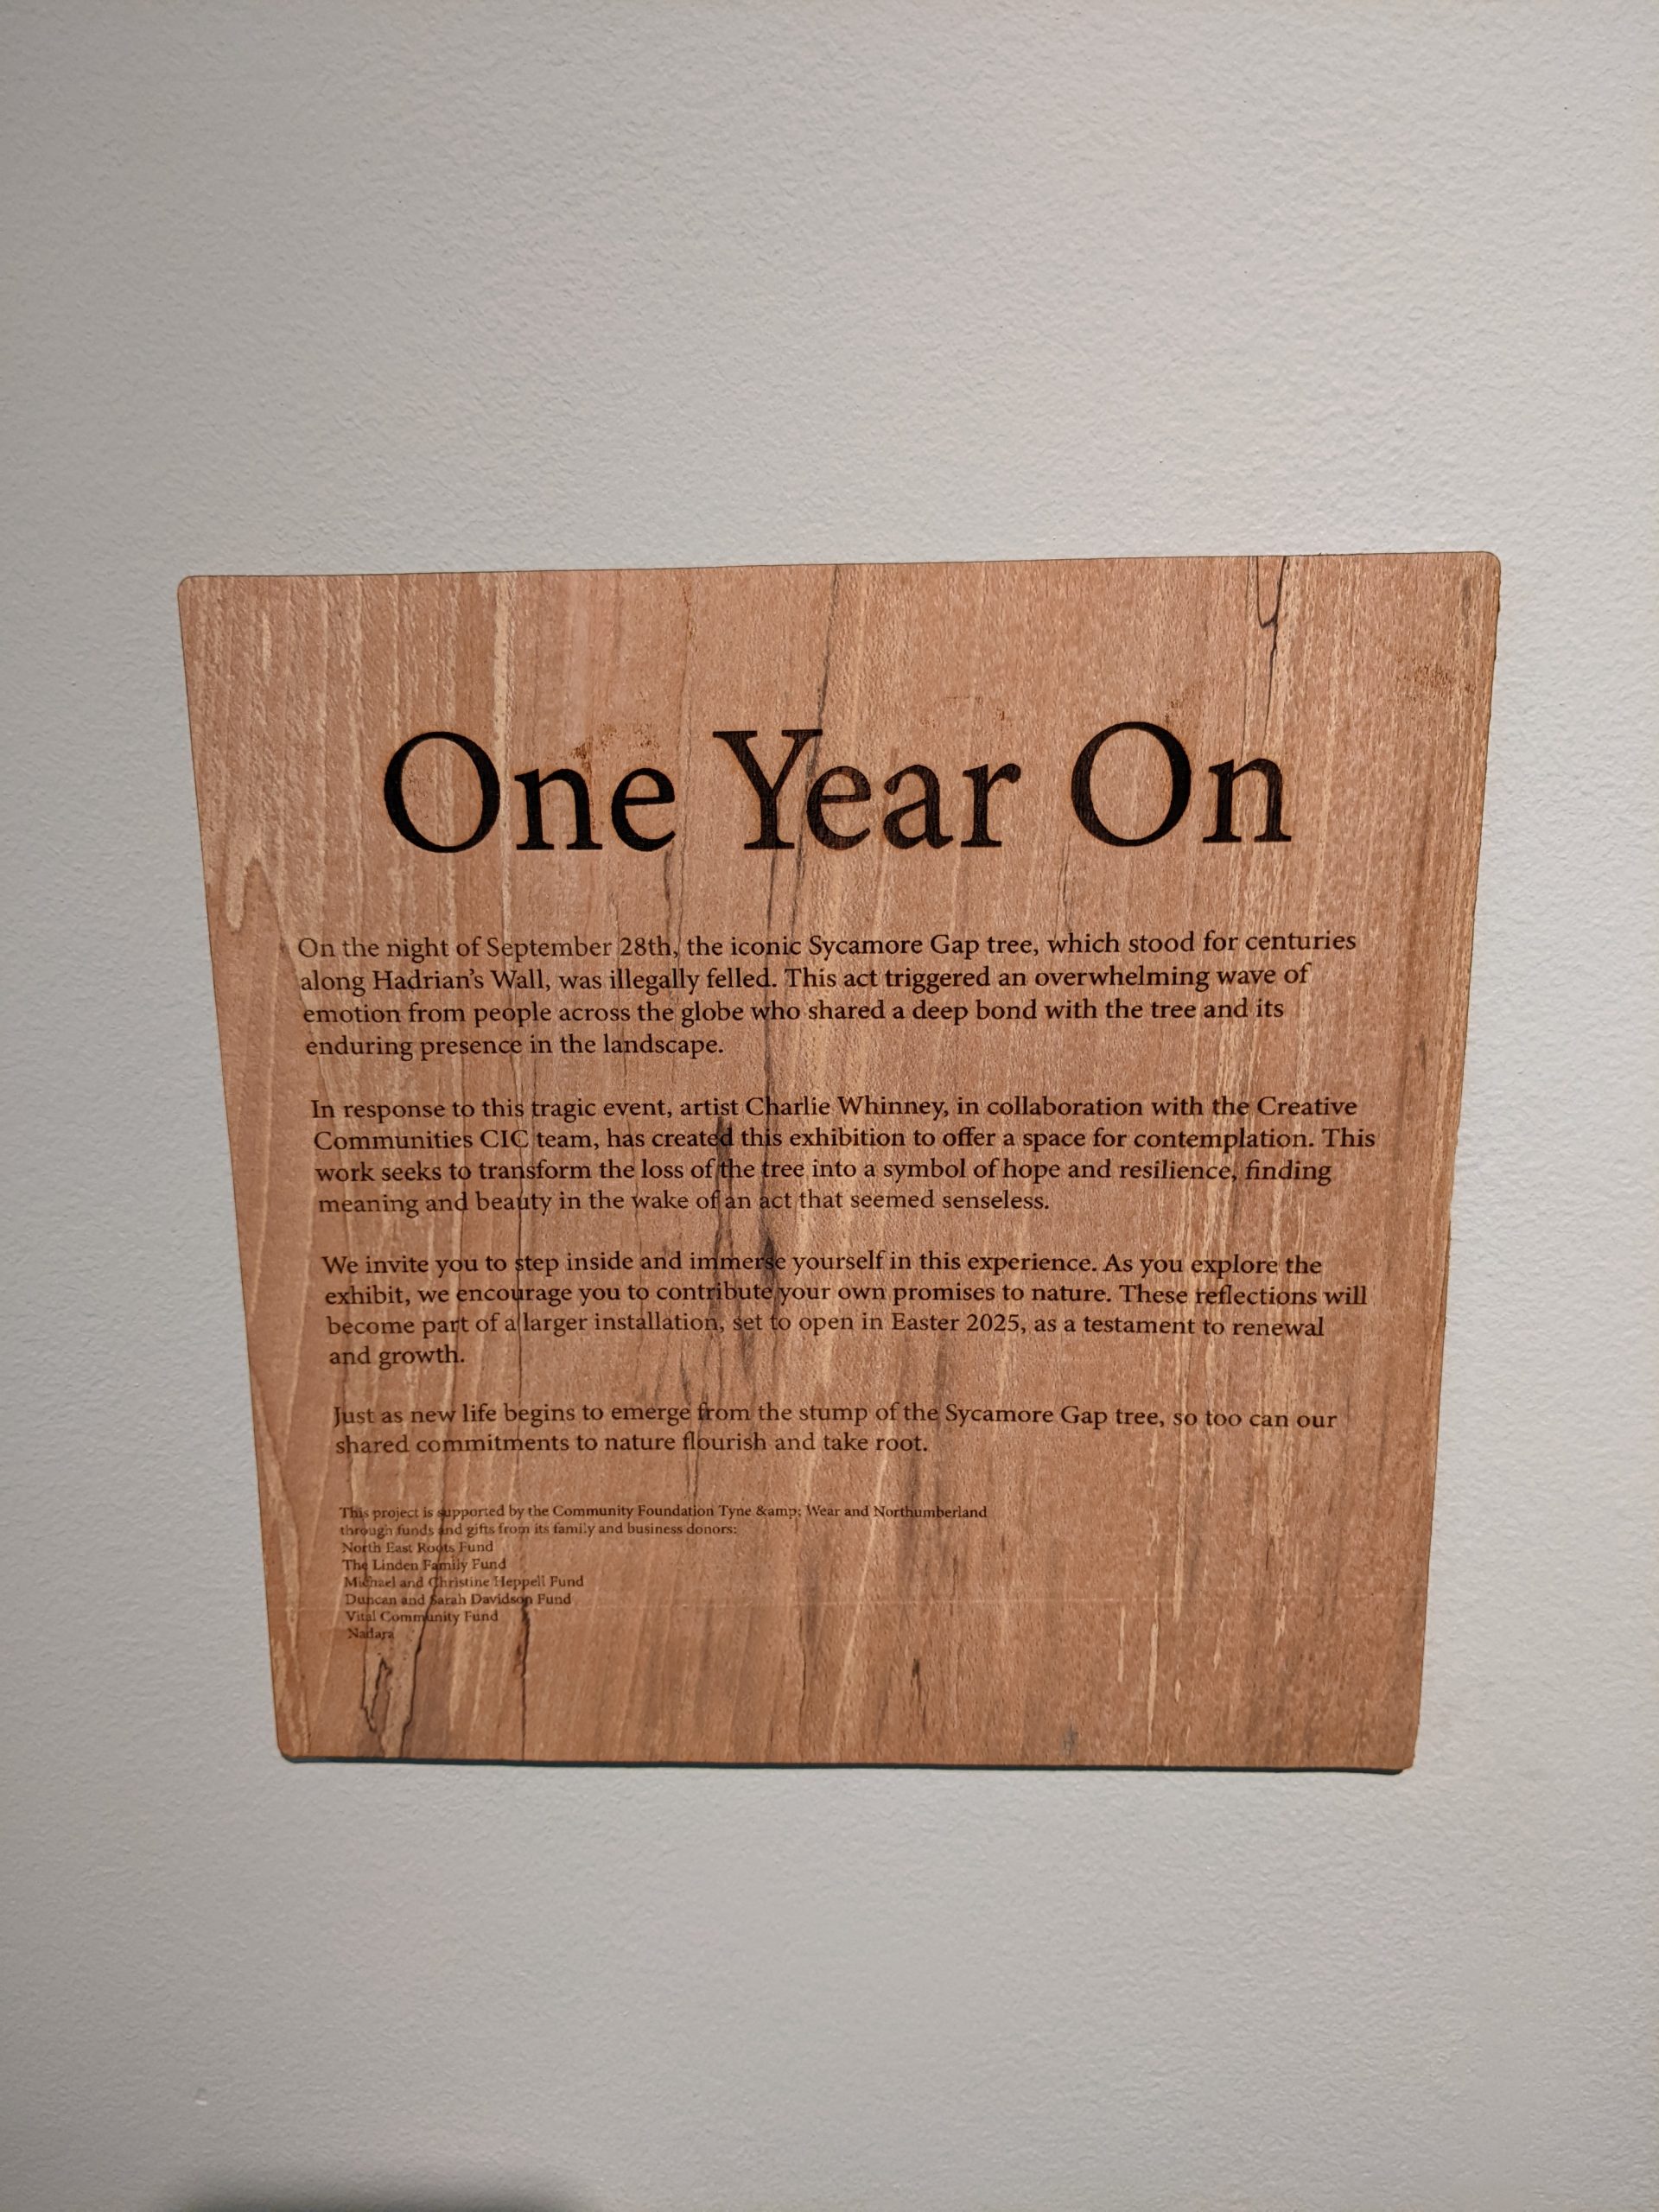 One Year On
On the night of September 28th, the iconic Sycamore Gap tree, which stood for centuries
along Hadrian's Wall, was illegally felled. This act triggered an overwhelming wave of
emotion from people across the globe who shared a deep bond with the tree and its
enduring presence in the landscape.
In response to this tragic event, artist Charlie Whinney, in collaboration with the Creative
Communities CIC team, has created this exhibition to offer a space for contemplation. This
work seeks to transform the loss of the tree into a symbol of hope and resilience, finding
meaning and beauty in the wake of an act that seemed senseless.
We invite you to step inside and immerse yourself in this experience. As you explore the
exhibit, we encourage you to contribute your own promises to nature. These reflections will
become part of a larger installation, set to open in Easter 2025, as a testament to renewal
and growth.
Just as new life begins to emerge from the stump of the Sycamore Gap tree, so too can our
shared commitments to nature flourish and take root.
This project is supported by the Community Foundation Tyne &amp; Wear and Northumberland
through funds and gifts from its family and business donors:
North East Roots Fund
The Linden Family Fund
Michael and Christine Heppell Fund
Duncan and Sarah Davidson Fund
Vital Community Fund
Nadara